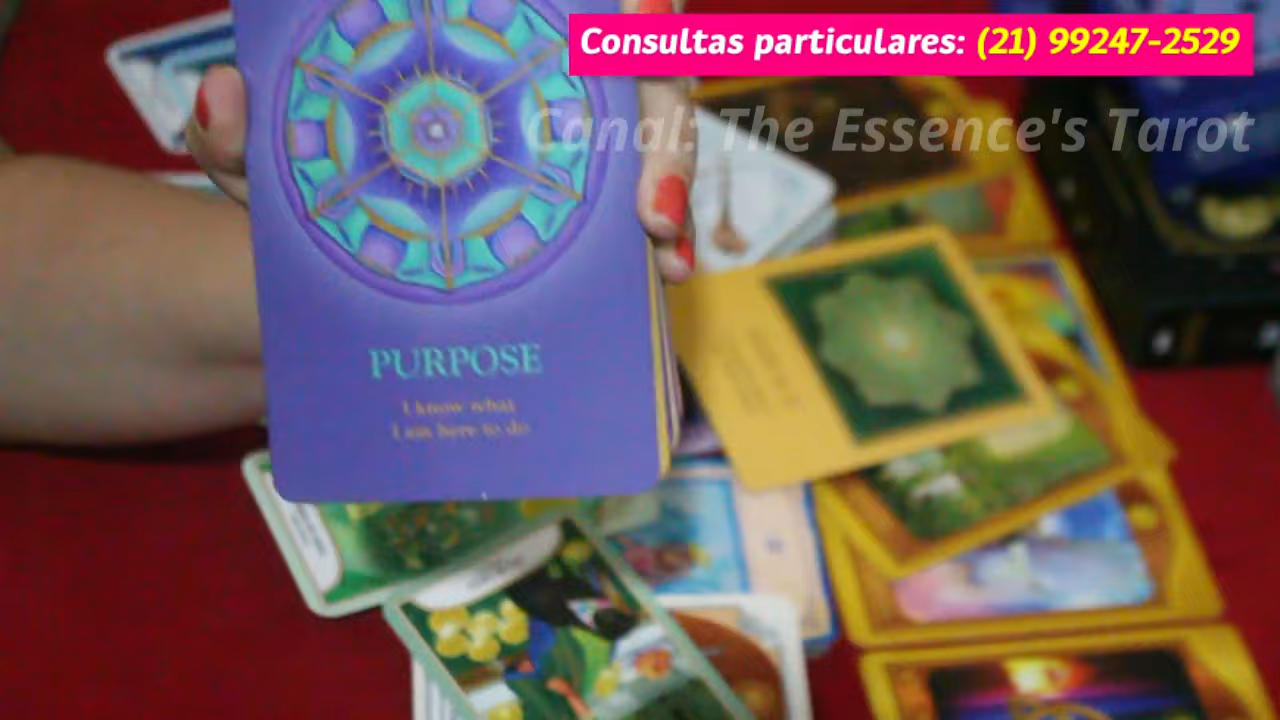 Consultas particulares: (21) 99247-2529
Canal: The Essence's Tarot
PURPOSE
I know what
I am here to do